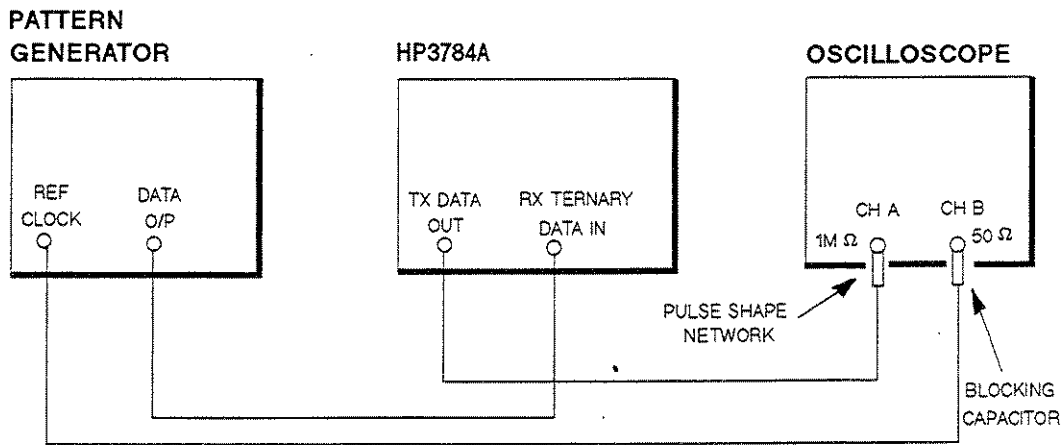 PATTERN
GENERATOR
HP3784A
OSCILLOSCOPE
REF
CLOCK
DATA
O/P
TX DATA
OUT
RX TERNARY
DATA IN
CH A
CH B
1M Ω
50 Ω
PULSE SHAPE
NETWORK
BLOCKING
CAPACITOR